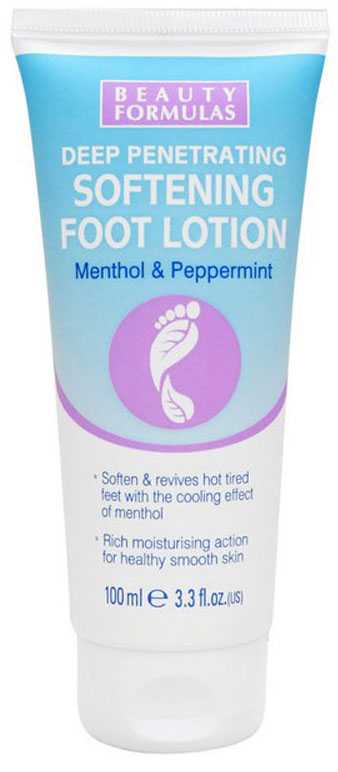 BEAUTY
FORMULAS
DEEP PENETRATING
SOFTENING
FOOT LOTION
Menthol & Peppermint
* Soften & revives hot tired
feet with the cooling effect
of menthol
* Rich moisturising action
for healthy smooth skin
100 ml ℮ 3.3 fl.oz.(US)